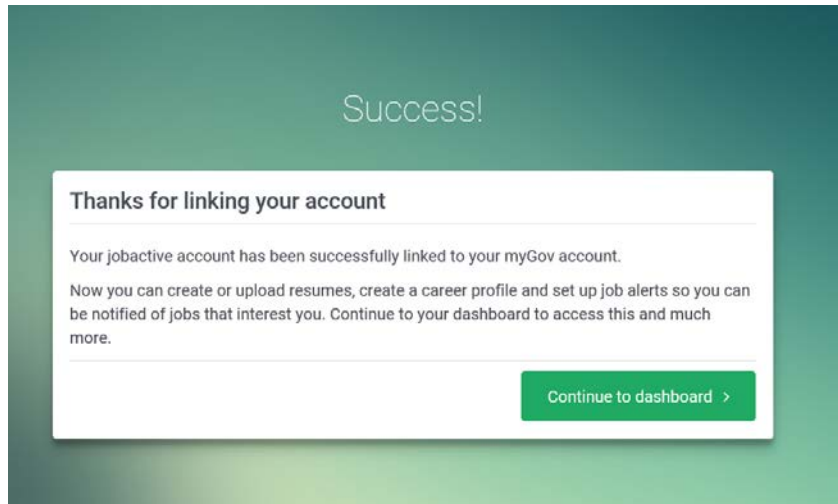 Success!
Thanks for linking your account
Your jobactive account has been successfully linked to your myGov account.
Now you can create or upload resumes, create a career profile and set up job alerts so you can
be notified of jobs that interest you. Continue to your dashboard to access this and much
more.
Continue to dashboard >